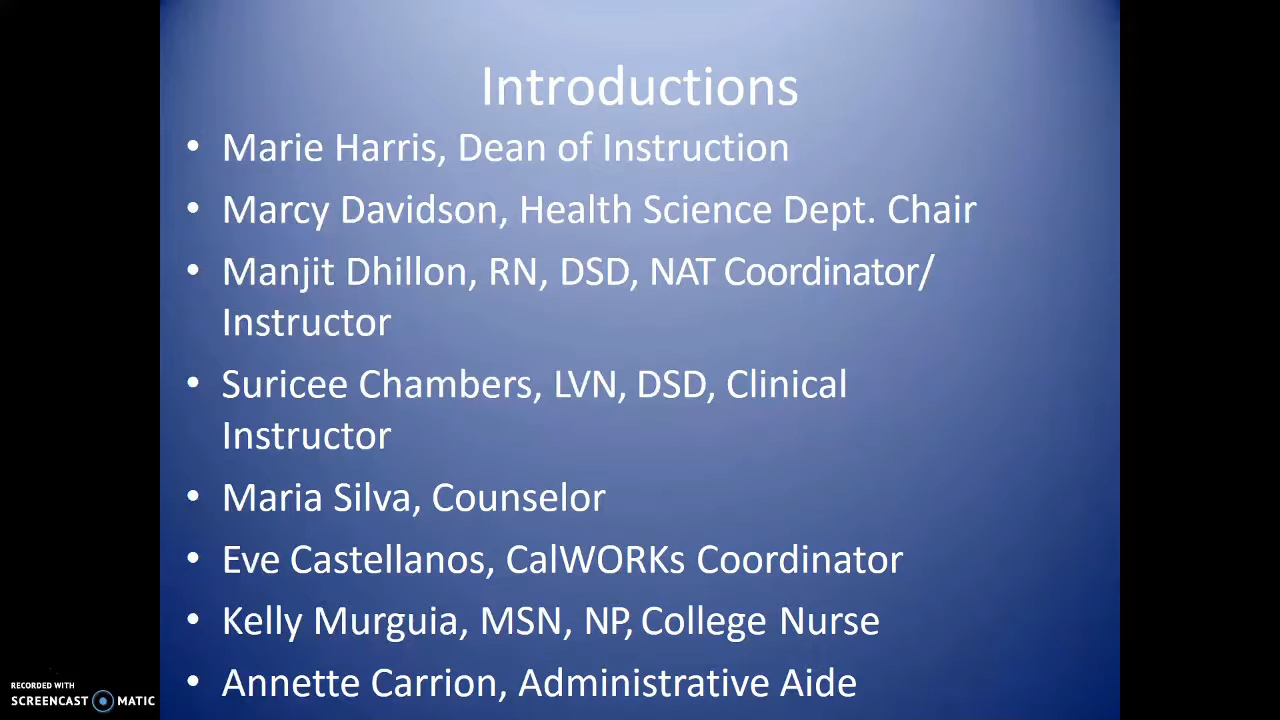 Introductions
• Marie Harris, Dean of Instruction
• Marcy Davidson, Health Science Dept. Chair
• Manjit Dhillon, RN, DSD, NAT Coordinator/
Instructor
• Suricee Chambers, LVN, DSD, Clinical
Instructor
• Maria Silva, Counselor
• Eve Castellanos, CalWORKs Coordinator
• Kelly Murguia, MSN, NP, College Nurse
• Annette Carrion, Administrative Aide
RECORDED WITH
SCREENCAST MATIC